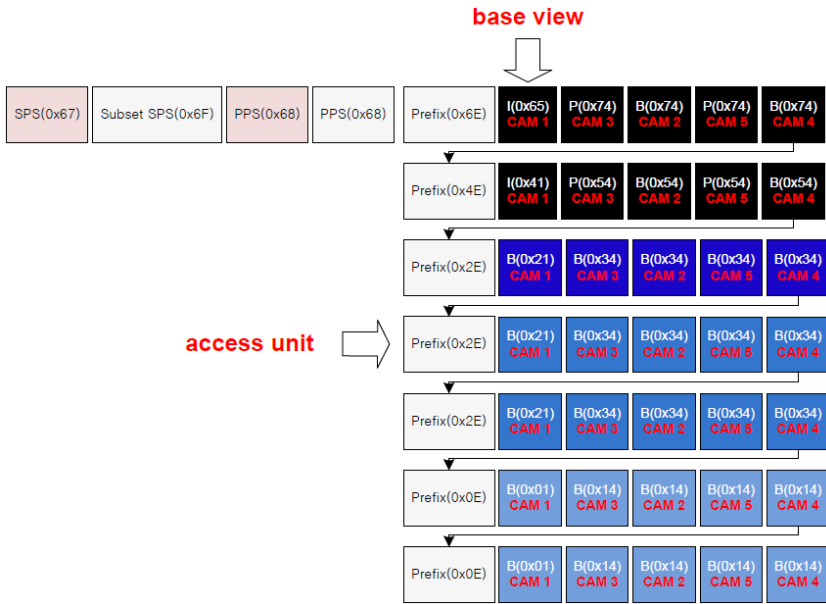 base view
SPS(0x67) Subset SPS(0x6F) PPS(0x68) PPS(0x68) Prefix(0x6E) I(0x65) P(0x74) B(0x74) P(0x74) B(0x74)
CAM 1 CAM 3 CAM 2 CAM 5 CAM 4
Prefix(0x4E) I(0x41) P(0x54) B(0x54) P(0x54) B(0x54)
CAM 1 CAM 3 CAM 2 CAM 5 CAM 4
Prefix(0x2E) B(0x21) B(0x34) B(0x34) B(0x34) B(0x34)
CAM 1 CAM 3 CAM 2 CAM 5 CAM 4
access unit
Prefix(0x2E) B(0x21) B(0x34) B(0x34) B(0x34) B(0x34)
CAM 1 CAM 3 CAM 2 CAM 5 CAM 4
Prefix(0x2E) B(0x21) B(0x34) B(0x34) B(0x34) B(0x34)
CAM 1 CAM 3 CAM 2 CAM 5 CAM 4
Prefix(0x0E) B(0x01) B(0x14) B(0x14) B(0x14) B(0x14)
CAM 1 CAM 3 CAM 2 CAM 5 CAM 4
Prefix(0x0E) B(0x01) B(0x14) B(0x14) B(0x14) B(0x14)
CAM 1 CAM 3 CAM 2 CAM 5 CAM 4